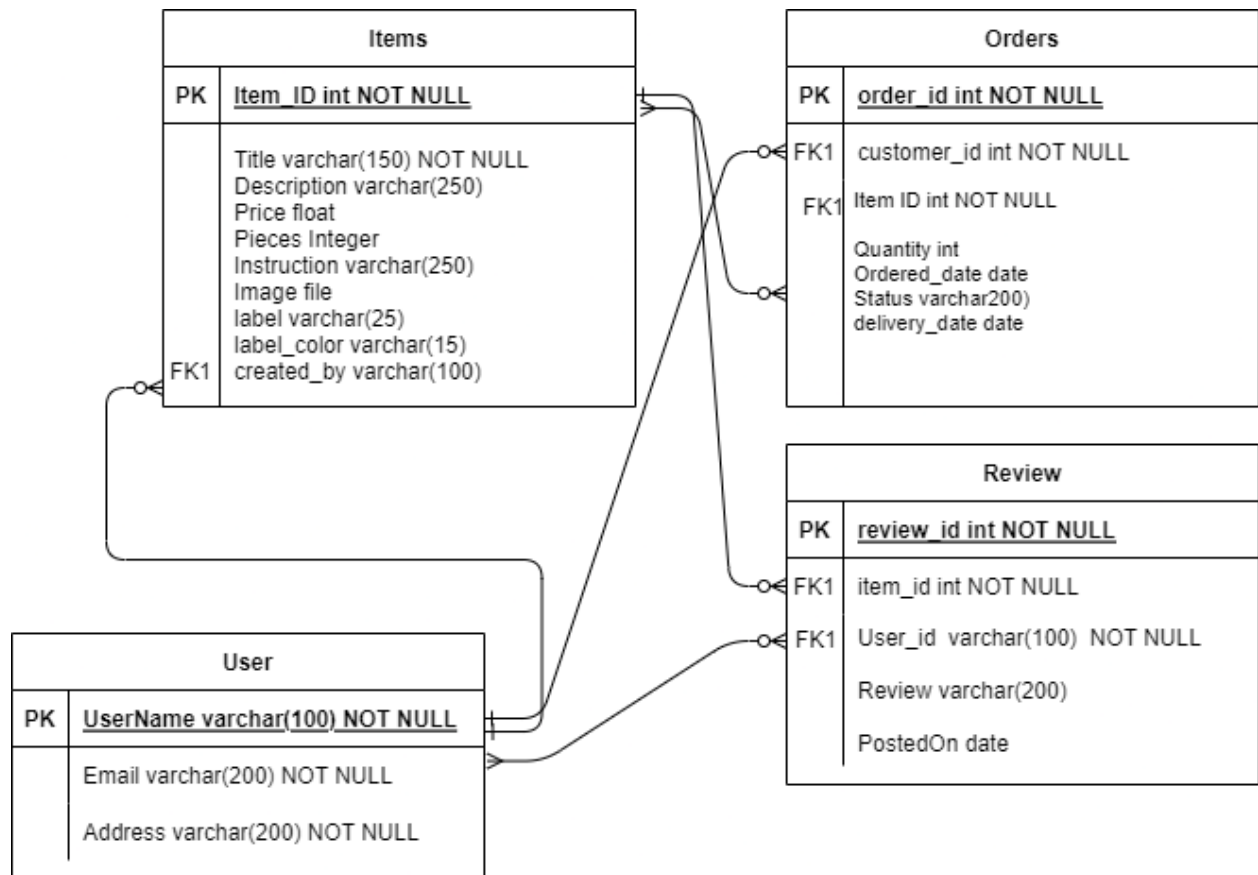 Items
PK Item_ID int NOT NULL
Title varchar(150) NOT NULL
Description varchar(250)
Price float
Pieces Integer
Instruction varchar(250)
Image file
label varchar(25)
label_color varchar(15)
FK1 created_by varchar(100)
Orders
PK order_id int NOT NULL
FK1 customer_id int NOT NULL
FK1 Item ID int NOT NULL
Quantity int
Ordered_date date
Status varchar200)
delivery_date date
Review
PK review_id int NOT NULL
FK1 item_id int NOT NULL
FK1 User_id varchar(100) NOT NULL
Review varchar(200)
PostedOn date
User
PK UserName varchar(100) NOT NULL
Email varchar(200) NOT NULL
Address varchar(200) NOT NULL